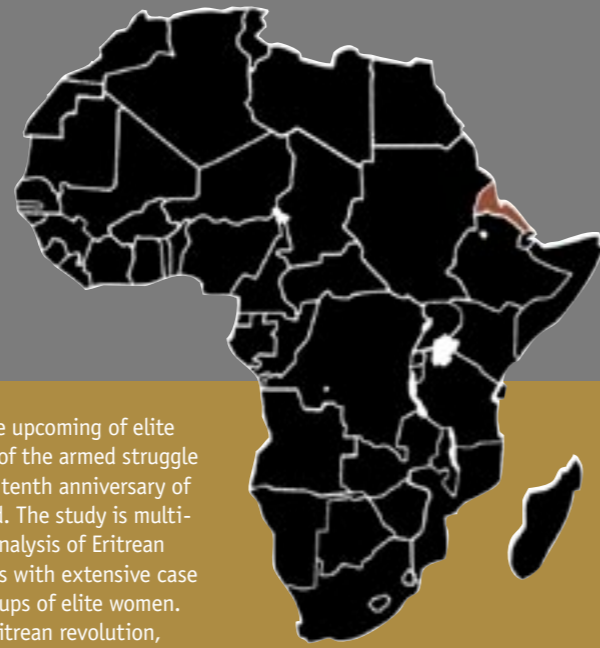 e upcoming of elite
of the armed struggle
tenth anniversary of
d. The study is multi-
nalysis of Eritrean
s with extensive case
ups of elite women.
ritrean revolution,